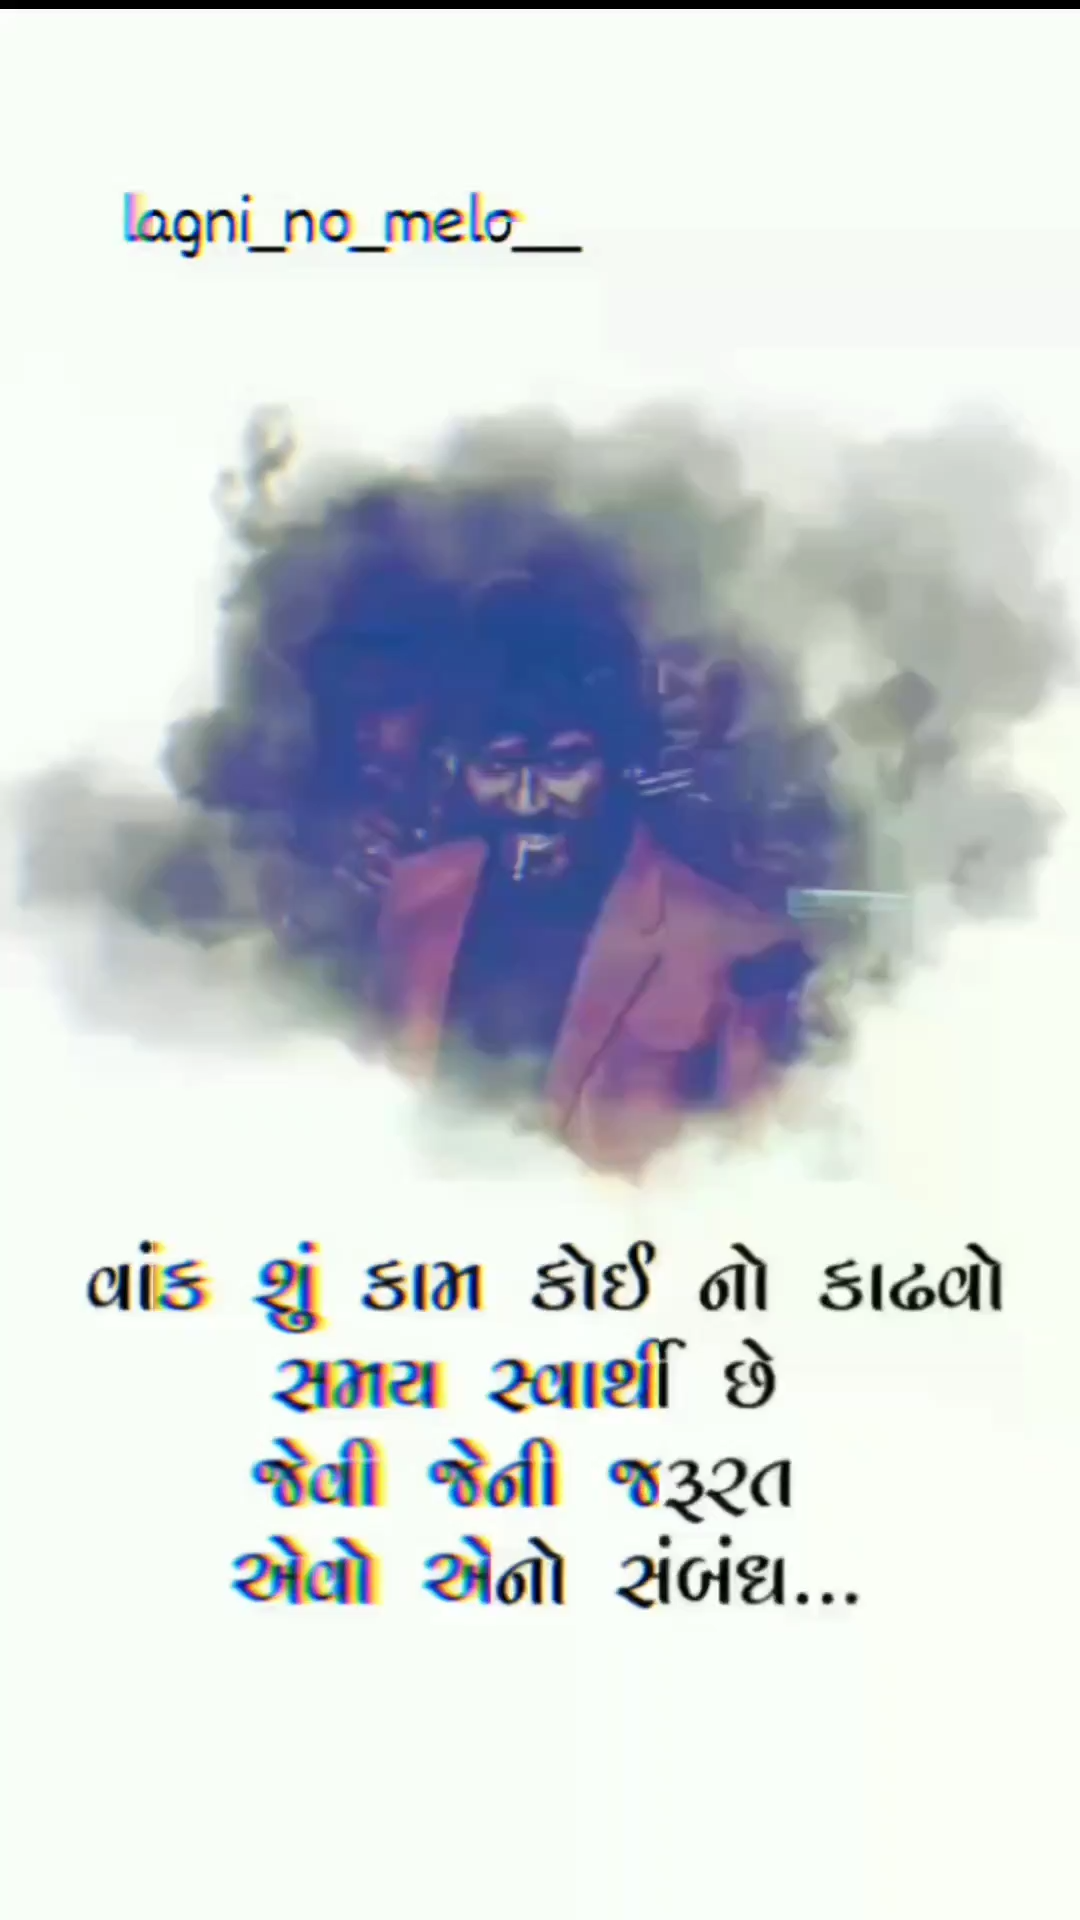 lagni_no_melo__
વાંક શું કામ કોઈ નો કાઢવો
સમય સ્વાર્થી છે
જેવી જેની જરૂરત
એવો એનો સંબંધ...